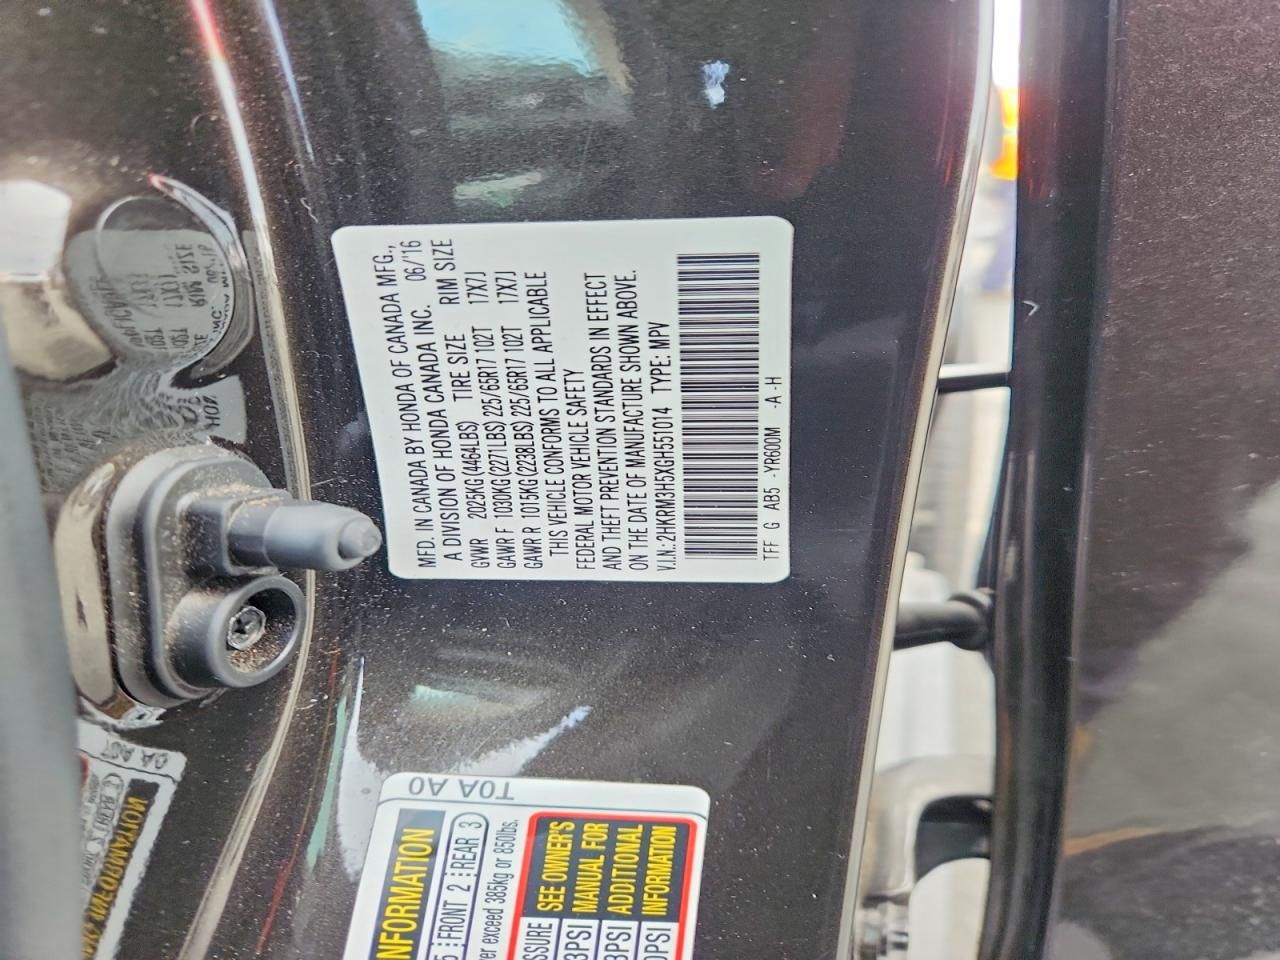 MFD. IN CANADA BY HONDA OF CANADA MFG.,
A DIVISION OF HONDA CANADA INC. 06/16
GVWR 2025KG(4464LBS) TIRE SIZE RIM SIZE
GAWR F 1030KG(2271LBS) 225/65R17 102T 17X7J
GAWR R 1015KG(2238LBS) 225/65R17 102T 17X7J
THIS VEHICLE CONFORMS TO ALL APPLICABLE
FEDERAL MOTOR VEHICLE SAFETY
AND THEFT PREVENTION STANDARDS IN EFFECT
ON THE DATE OF MANUFACTURE SHOWN ABOVE.
V.I.N.:2HKRM3H5XGH551014 TYPE: MPV
TFF G AB5 -YR600M -A-H
T0A A0
FRONT 2 REAR 3
exceed 385kg or 850lbs.
SEE OWNER'S
MANUAL FOR
ADDITIONAL
INFORMATION